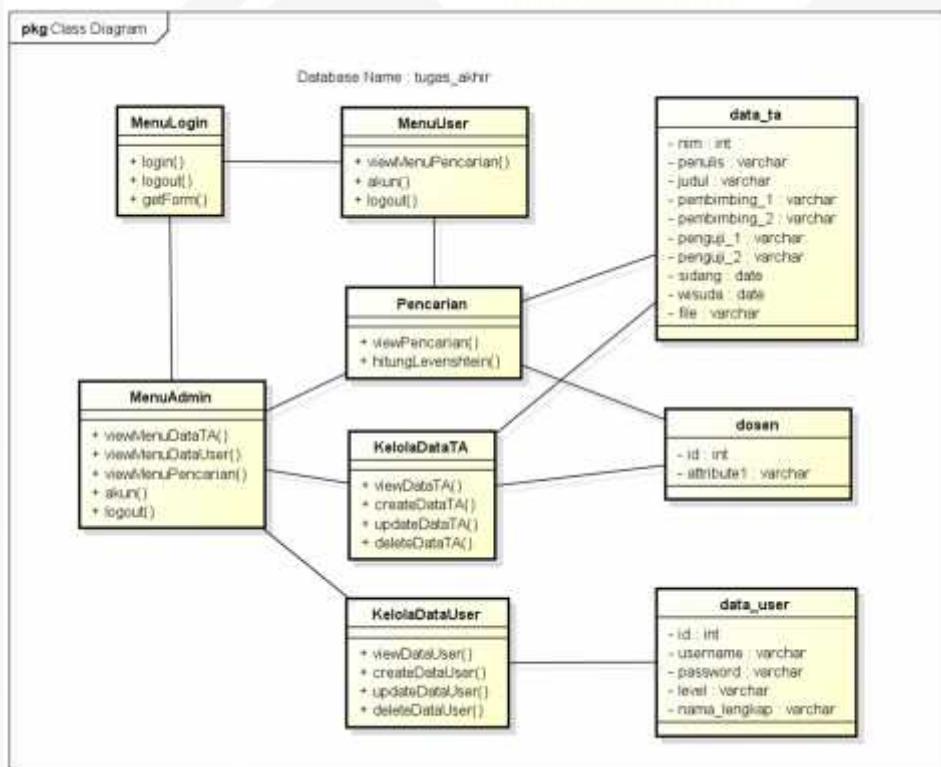 pkg Class Diagram
Database Name : tugas_akhir
MenuLogin
+ login()
+ logout()
+ getForm()
MenuUser
+ viewMenuPencarian()
+ akun()
+ logout()
data_ta
- nim : int
- penulis : varchar
- judul : varchar
- pembimbing_1 : varchar
- pembimbing_2 : varchar
- penguji_1 : varchar
- penguji_2 : varchar
- sidang : date
- wisuda : date
- file : varchar
Pencarian
+ viewPencarian()
+ hitungLevenshtein()
MenuAdmin
+ viewMenuDataTA()
+ viewMenuDataUser()
+ viewMenuPencarian()
+ akun()
+ logout()
KelolaDataTA
+ viewDataTA()
+ createDataTA()
+ updateDataTA()
+ deleteDataTA()
dosen
- id : int
- attribute1 : varchar
KelolaDataUser
+ viewDataUser()
+ createDataUser()
+ updateDataUser()
+ deleteDataUser()
data_user
- id : int
- username : varchar
- password : varchar
- level : varchar
- nama_lengkap : varchar